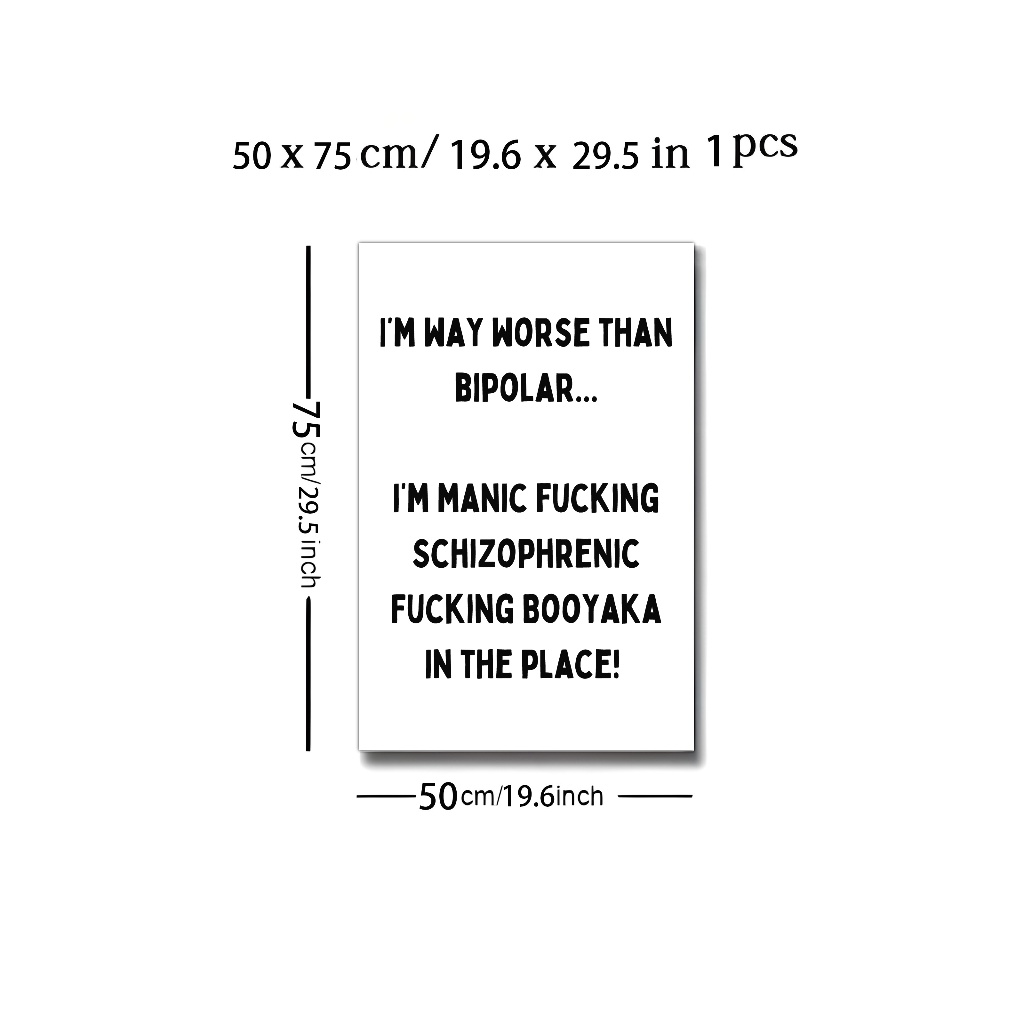 50 x 75 cm/ 19.6 x 29.5 in 1 pcs
I'M WAY WORSE THAN
BIPOLAR...
I'M MANIC FUCKING
SCHIZOPHRENIC
FUCKING BOOYAKA
IN THE PLACE!
75cm/29.5inch
50cm/19.6inch